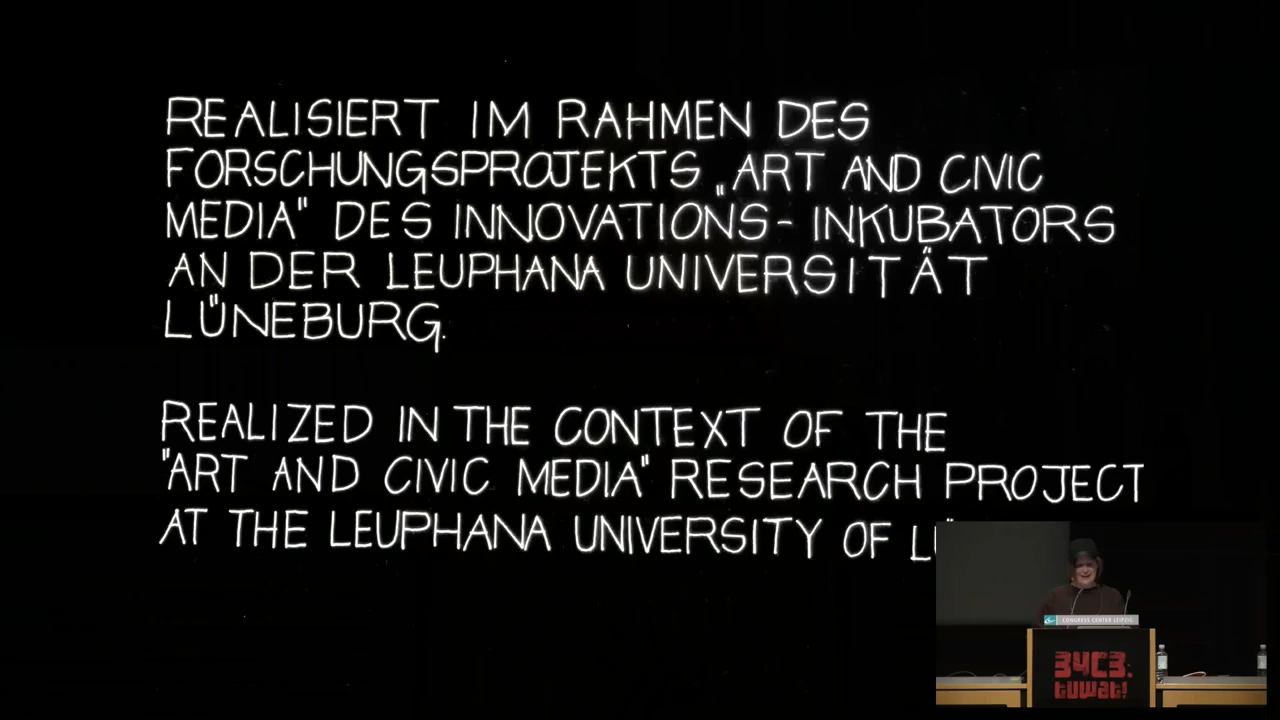 REALISIERT IM RAHMEN DES
FORSCHUNGSPROJEKTS „ART AND CIVIC
MEDIA" DES INNOVATIONS-INKUBATORS
AN DER LEUPHANA UNIVERSITÄT
LÜNEBURG.
REALIZED IN THE CONTEXT OF THE
"ART AND CIVIC MEDIA" RESEARCH PROJECT
AT THE LEUPHANA UNIVERSITY OF LÜ
CONGRESS CENTER LEIPZIG
34C3.
tuwat!